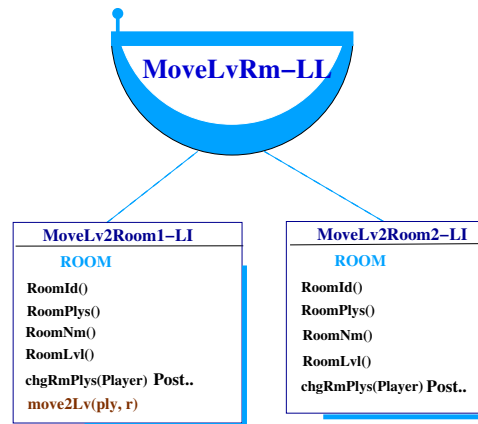 MoveLvRm−LL
MoveLv2Room1−LI
ROOM
RoomId()
RoomPlys()
RoomNm()
RoomLvl()
chgRmPlys(Player) Post..
move2Lv(ply, r)
MoveLv2Room2−LI
ROOM
RoomId()
RoomPlys()
RoomNm()
RoomLvl()
chgRmPlys(Player) Post..